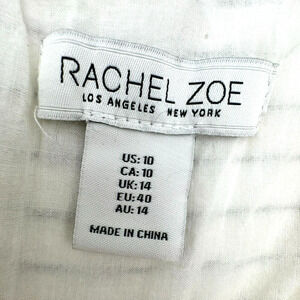 RACHEL ZOE
LOS ANGELES NEW YORK
US: 10
CA: 10
UK: 14
EU: 40
AU: 14
MADE IN CHINA